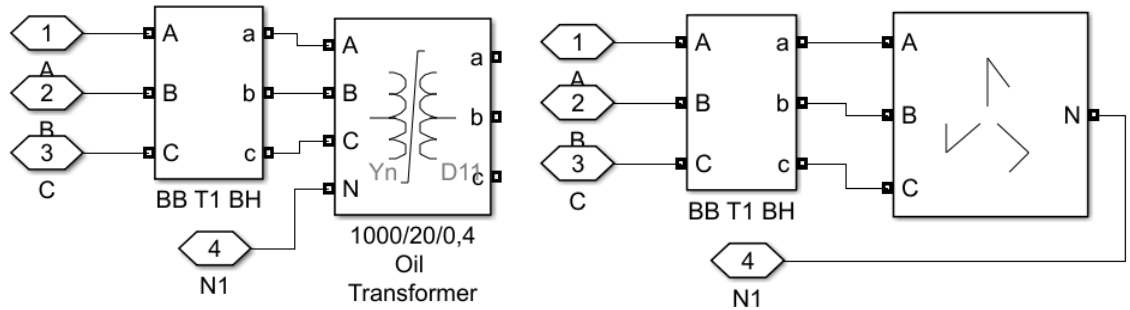 1
A
2
B
3
C
A
B
C
a
b
c
BB T1 BH
4
N1
A
B
C
N
Yn
D11
a
b
c
1000/20/0,4
Oil
Transformer
1
A
2
B
3
C
A
B
C
a
b
c
BB T1 BH
4
N1
A
B
C
N